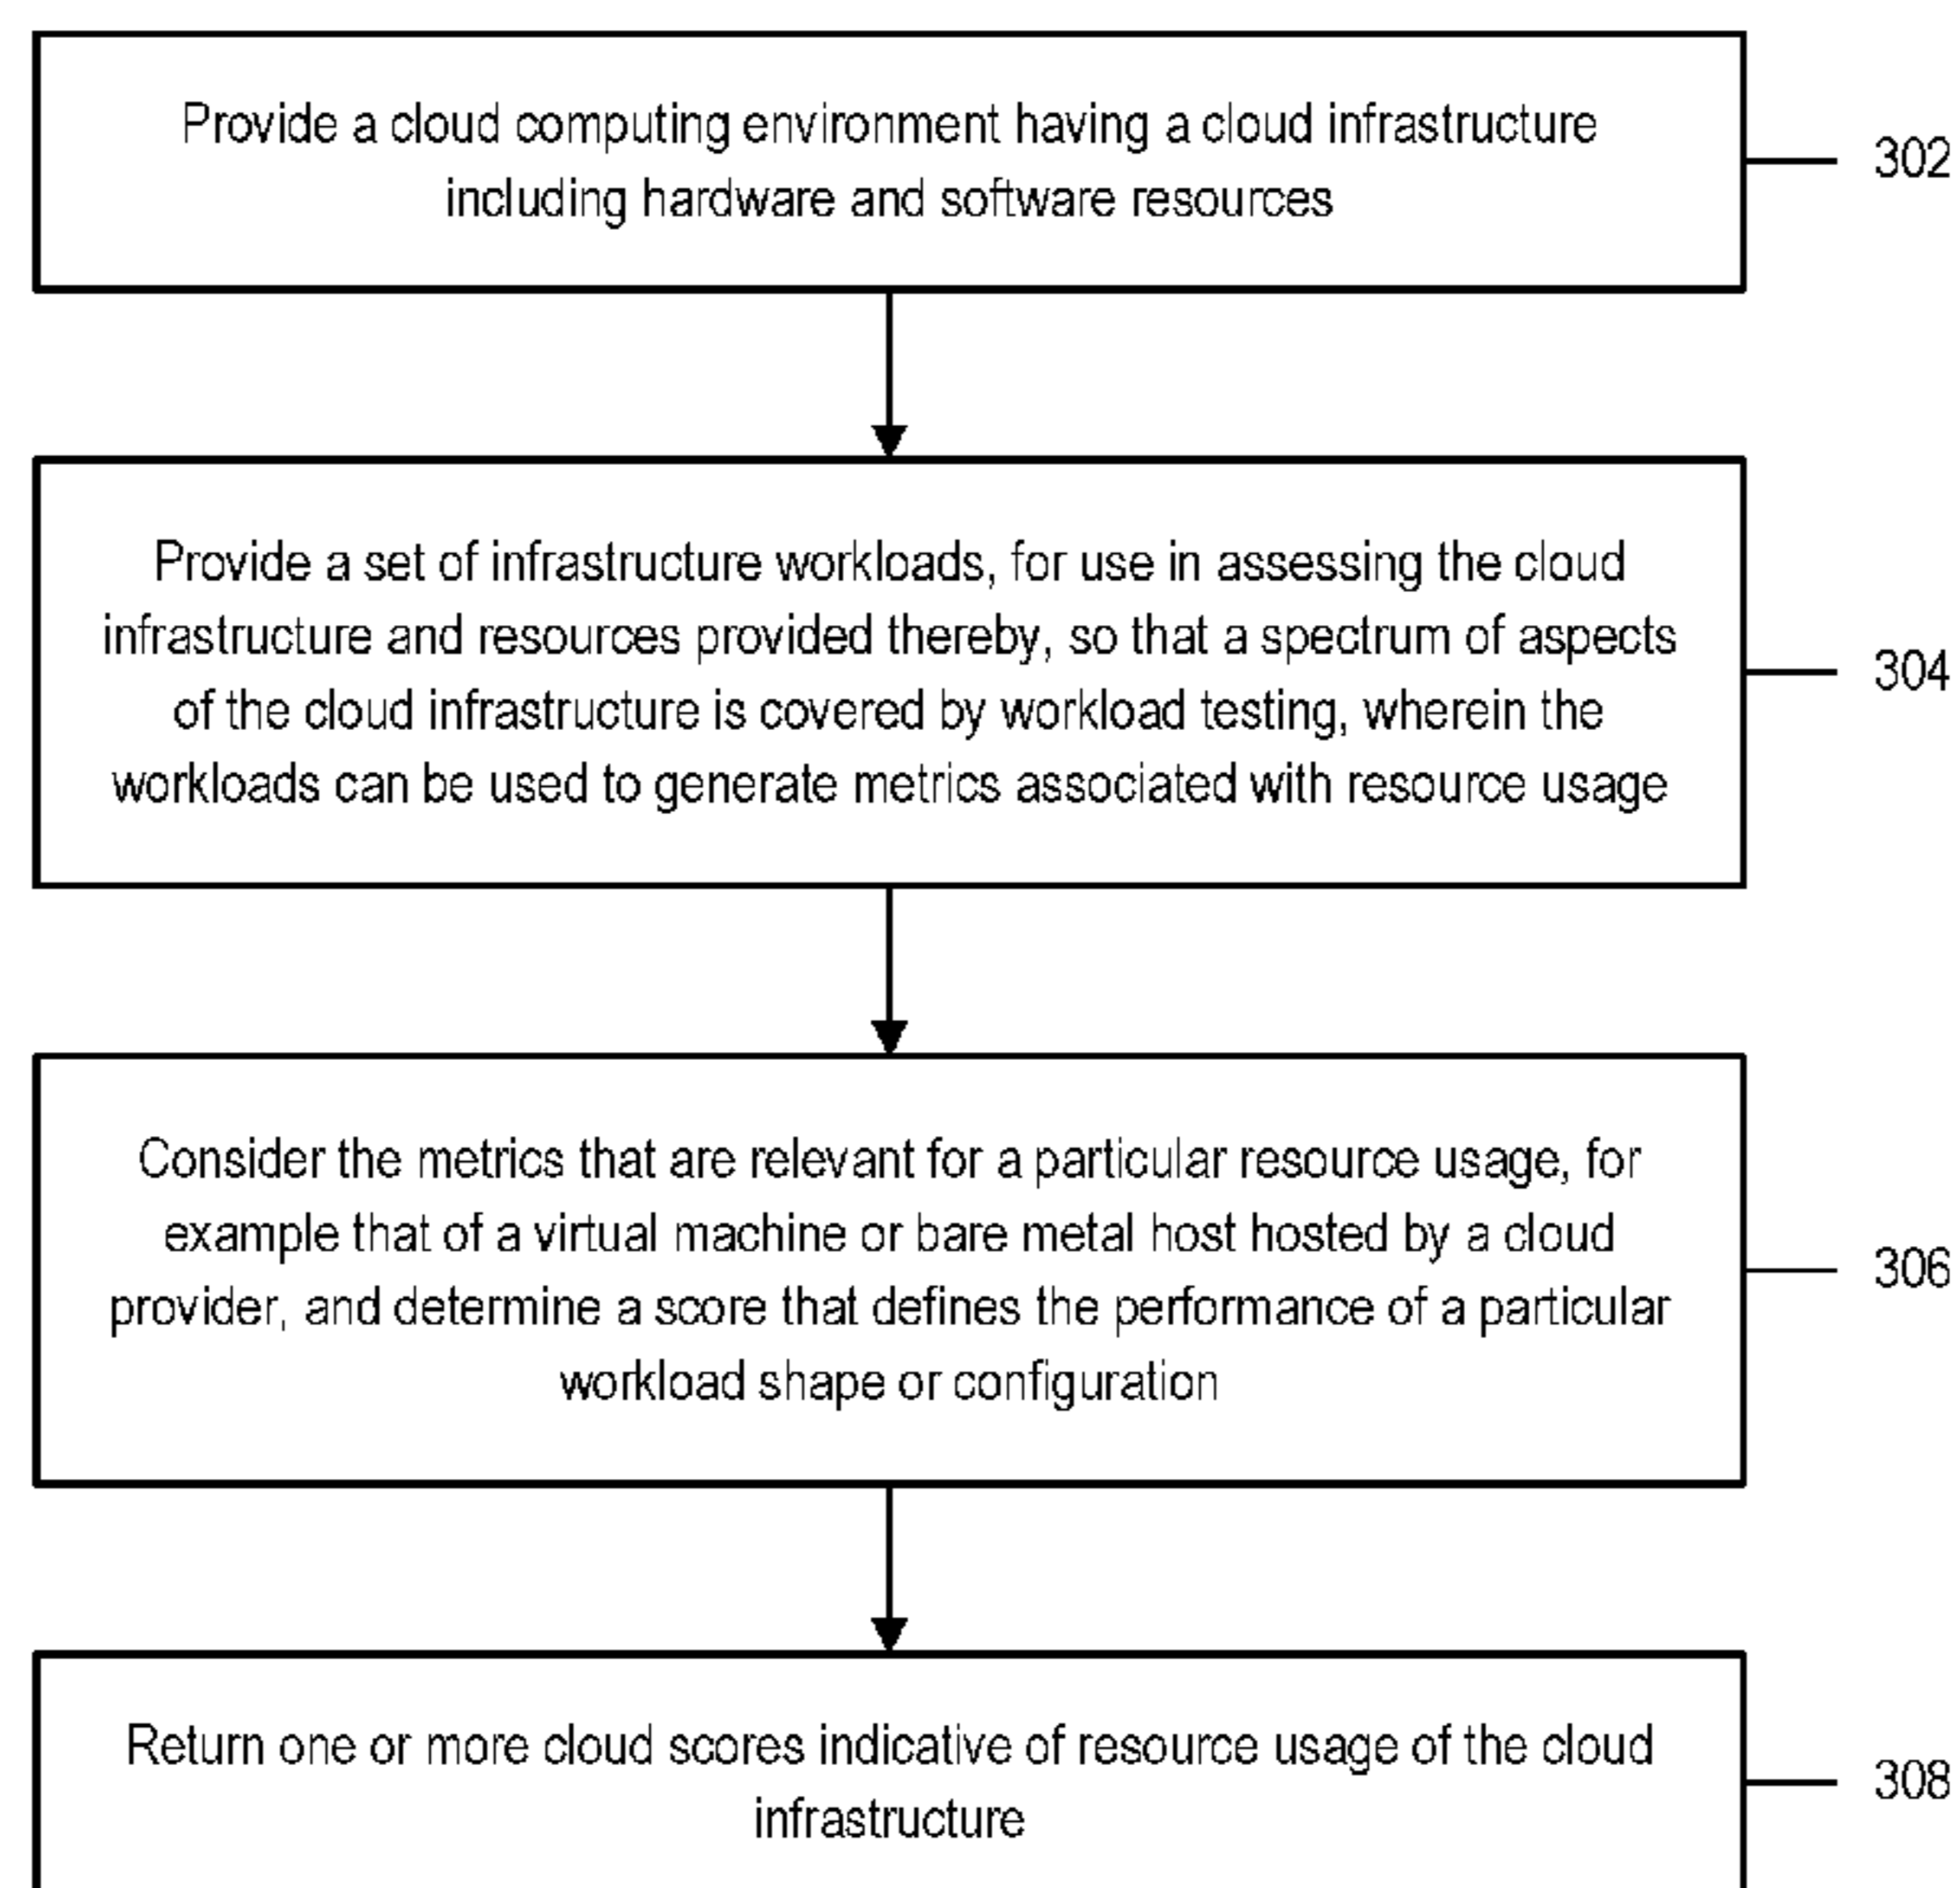 Provide a cloud computing environment having a cloud infrastructure
including hardware and software resources
302
Provide a set of infrastructure workloads, for use in assessing the cloud
infrastructure and resources provided thereby, so that a spectrum of aspects
of the cloud infrastructure is covered by workload testing, wherein the
workloads can be used to generate metrics associated with resource usage
304
Consider the metrics that are relevant for a particular resource usage, for
example that of a virtual machine or bare metal host hosted by a cloud
provider, and determine a score that defines the performance of a particular
workload shape or configuration
306
Return one or more cloud scores indicative of resource usage of the cloud
infrastructure
308